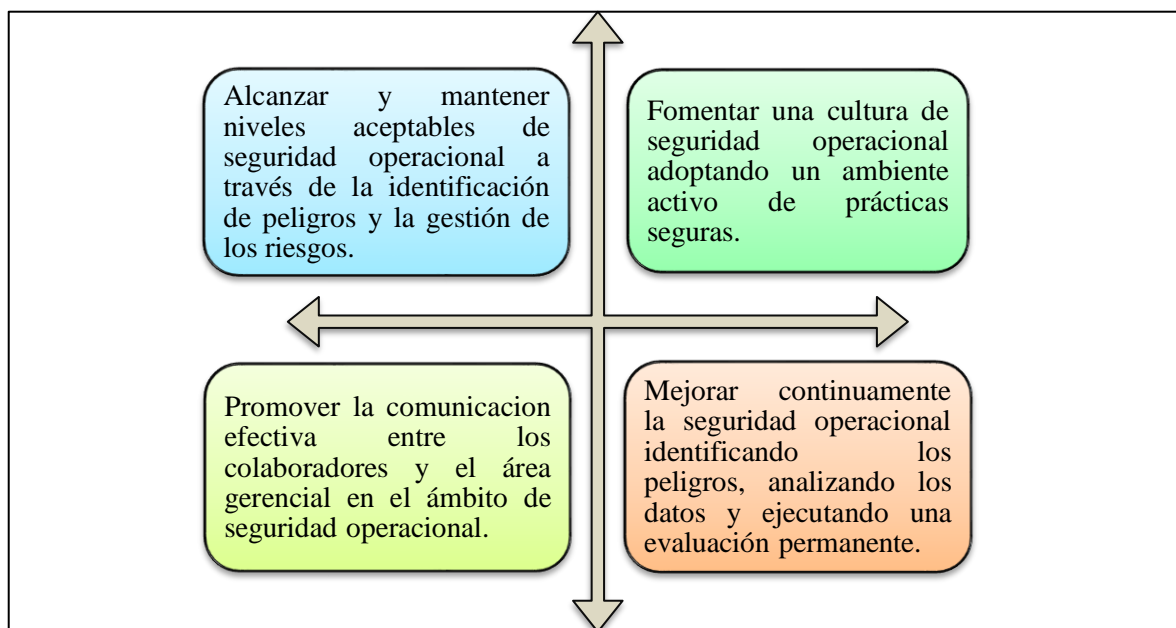 Alcanzar y mantener
niveles aceptables de
seguridad operacional a
través de la identificación
de peligros y la gestión de
los riesgos.
Fomentar una cultura de
seguridad operacional
adoptando un ambiente
activo de prácticas
seguras.
Promover la comunicacion
efectiva entre los
colaboradores y el área
gerencial en el ámbito de
seguridad operacional.
Mejorar continuamente
la seguridad operacional
identificando los
peligros, analizando los
datos y ejecutando una
evaluación permanente.